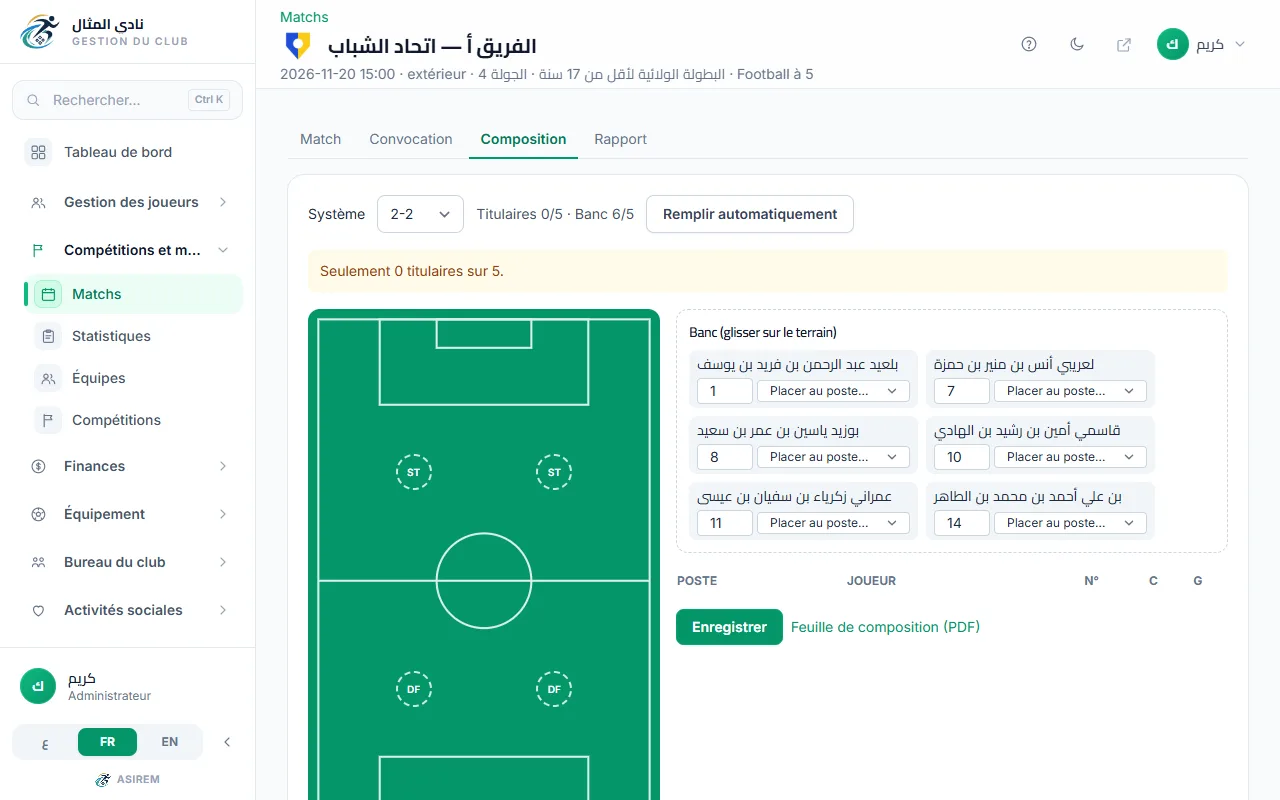 نادي المثال
GESTION DU CLUB
Rechercher...
Ctrl K
Tableau de bord
Gestion des joueurs
Compétitions et m...
Matchs
Statistiques
Équipes
Compétitions
Finances
Équipement
Bureau du club
Activités sociales
كريم
Administrateur
ع
FR
EN
ASIREM
Matchs
الفريق أ — اتحاد الشباب
2026-11-20 15:00 · extérieur · الجولة 4 · البطولة الولائية لأقل من 17 سنة · Football à 5
ك
كريم
Match
Convocation
Composition
Rapport
Système
2-2
Titulaires 0/5 · Banc 6/5
Remplir automatiquement
Seulement 0 titulaires sur 5.
ST
ST
DF
DF
Banc (glisser sur le terrain)
بلعيد عبد الرحمن بن فريد بن يوسف
1
Placer au poste...
لعريبي أنس بن منير بن حمزة
7
Placer au poste...
بوزيد ياسين بن عمر بن سعيد
8
Placer au poste...
قاسمي أمين بن رشيد بن الهادي
10
Placer au poste...
عمراني زكرياء بن سفيان بن عيسى
11
Placer au poste...
بن علي أحمد بن محمد بن الطاهر
14
Placer au poste...
POSTE
JOUEUR
N°
C
G
Enregistrer
Feuille de composition (PDF)
ك